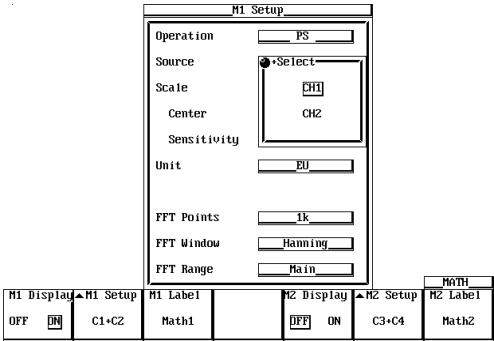 M1 Setup
Operation PS
Source +Select
Scale CH1
Center CH2
Sensitivity
Unit EU
FFT Points 1k
FFT Window Hanning
FFT Range Main
MATH
M1 Display M1 Setup M1 Label M2 Display M2 Setup M2 Label
OFF ON C1+C2 Math1 OFF ON C3+C4 Math2